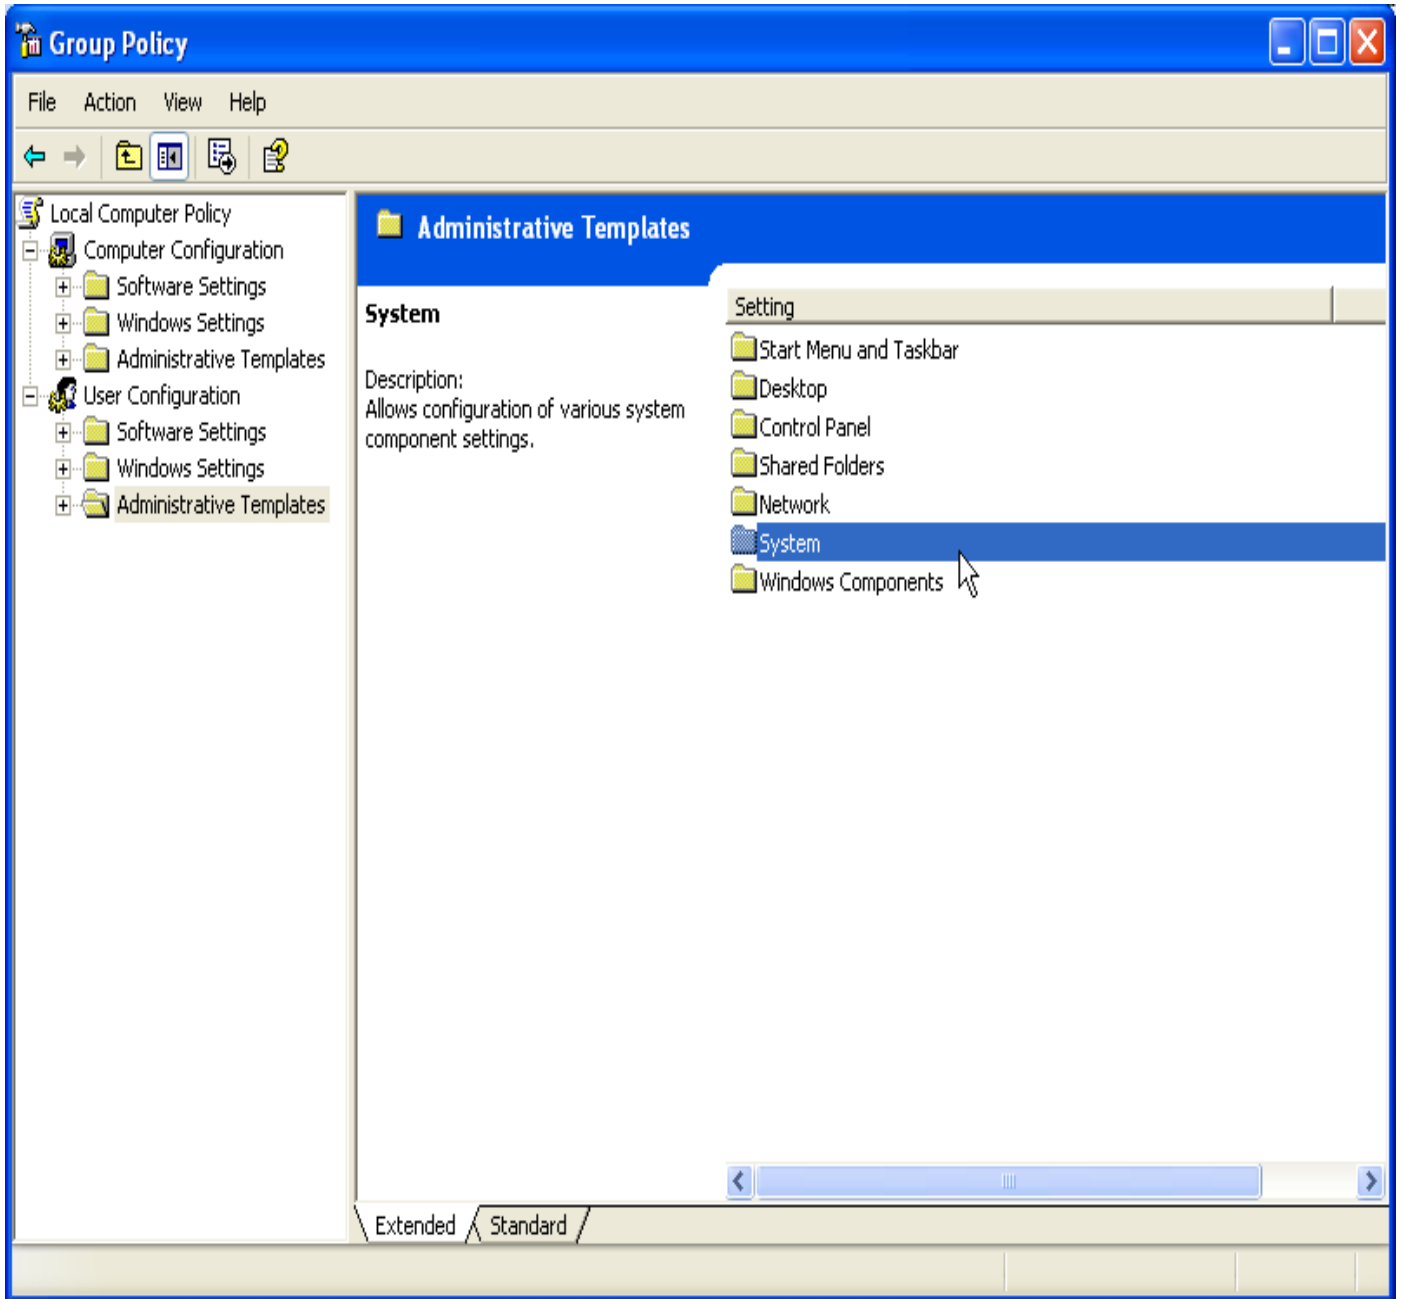 Group Policy
File Action View Help
Local Computer Policy
Computer Configuration
Software Settings
Windows Settings
Administrative Templates
User Configuration
Software Settings
Windows Settings
Administrative Templates
Administrative Templates
System
Description:
Allows configuration of various system
component settings.
Setting
Start Menu and Taskbar
Desktop
Control Panel
Shared Folders
Network
System
Windows Components
Extended Standard